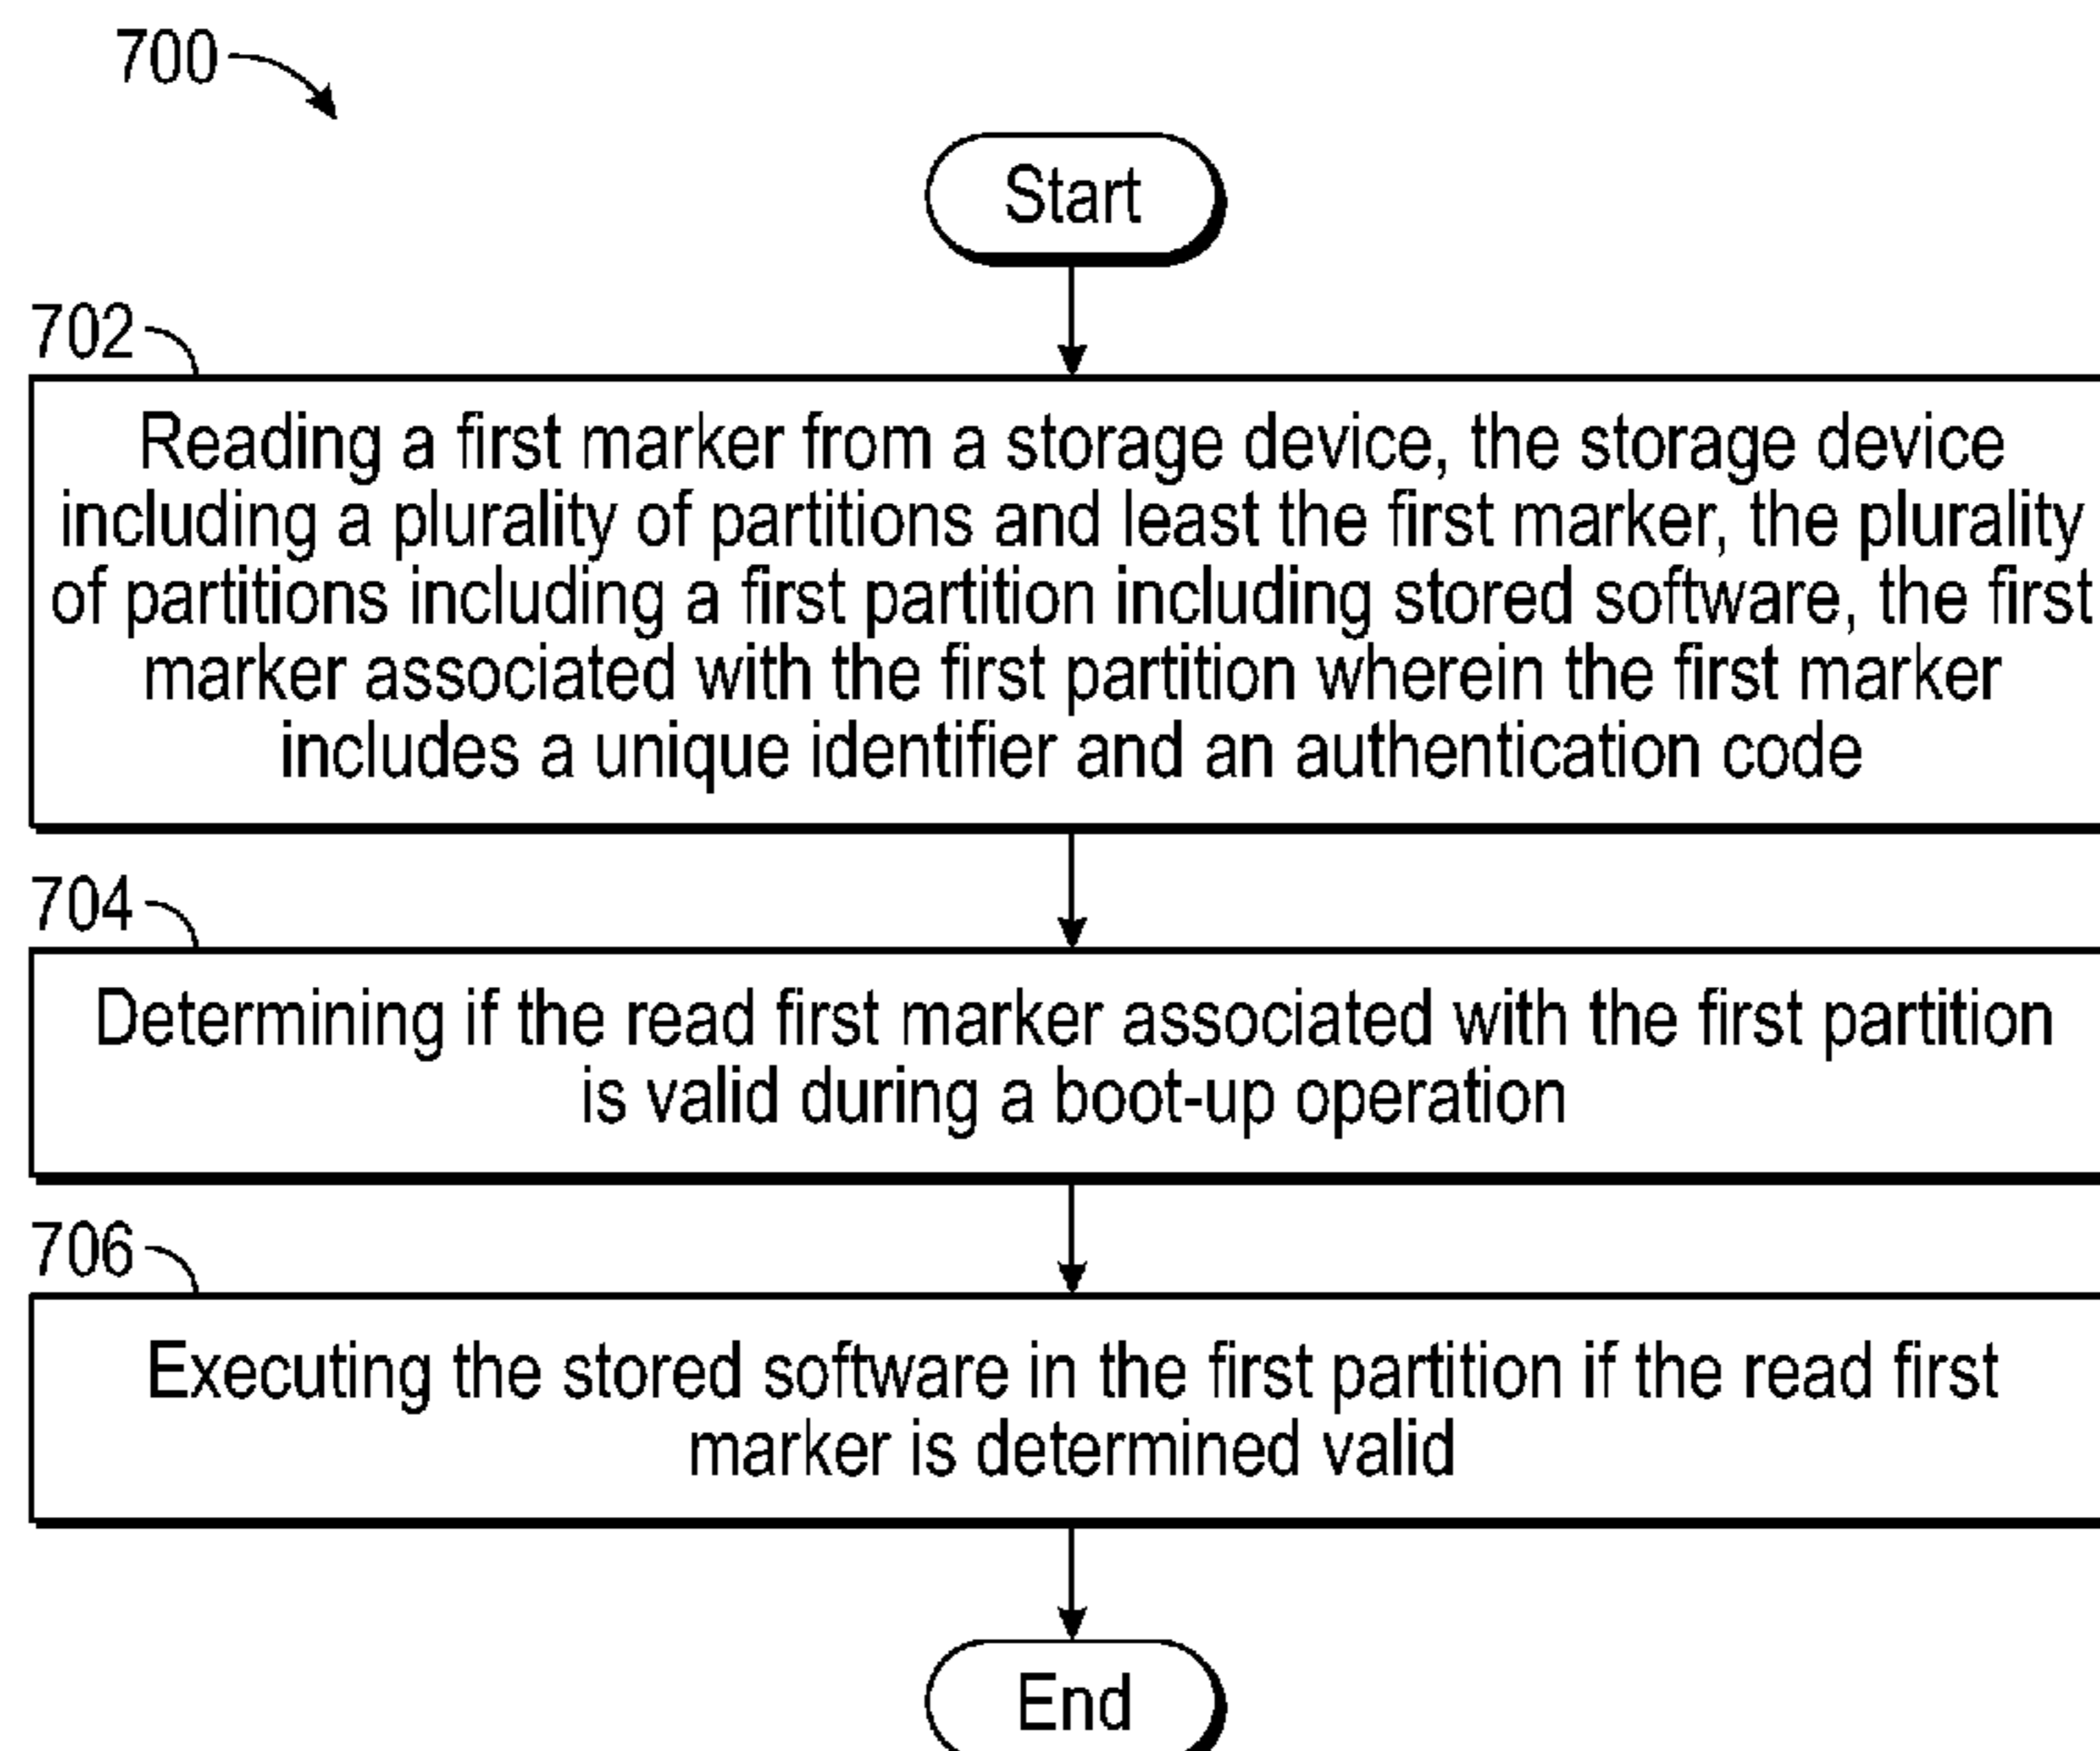 700
Start
702
Reading a first marker from a storage device, the storage device
including a plurality of partitions and least the first marker, the plurality
of partitions including a first partition including stored software, the first
marker associated with the first partition wherein the first marker
includes a unique identifier and an authentication code
704
Determining if the read first marker associated with the first partition
is valid during a boot-up operation
706
Executing the stored software in the first partition if the read first
marker is determined valid
End